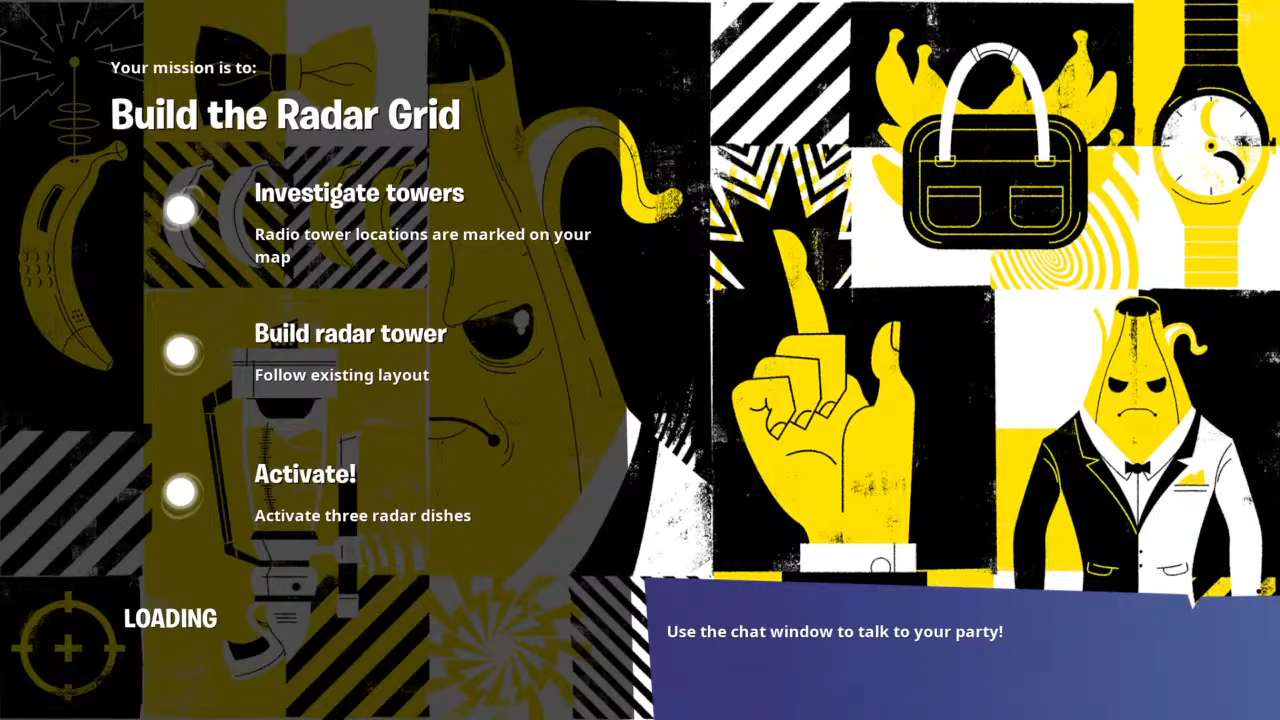 Your mission is to:
Build the Radar Grid
Investigate towers
Radio tower locations are marked on your
map
Build radar tower
Follow existing layout
Activate!
Activate three radar dishes
LOADING
Use the chat window to talk to your party!